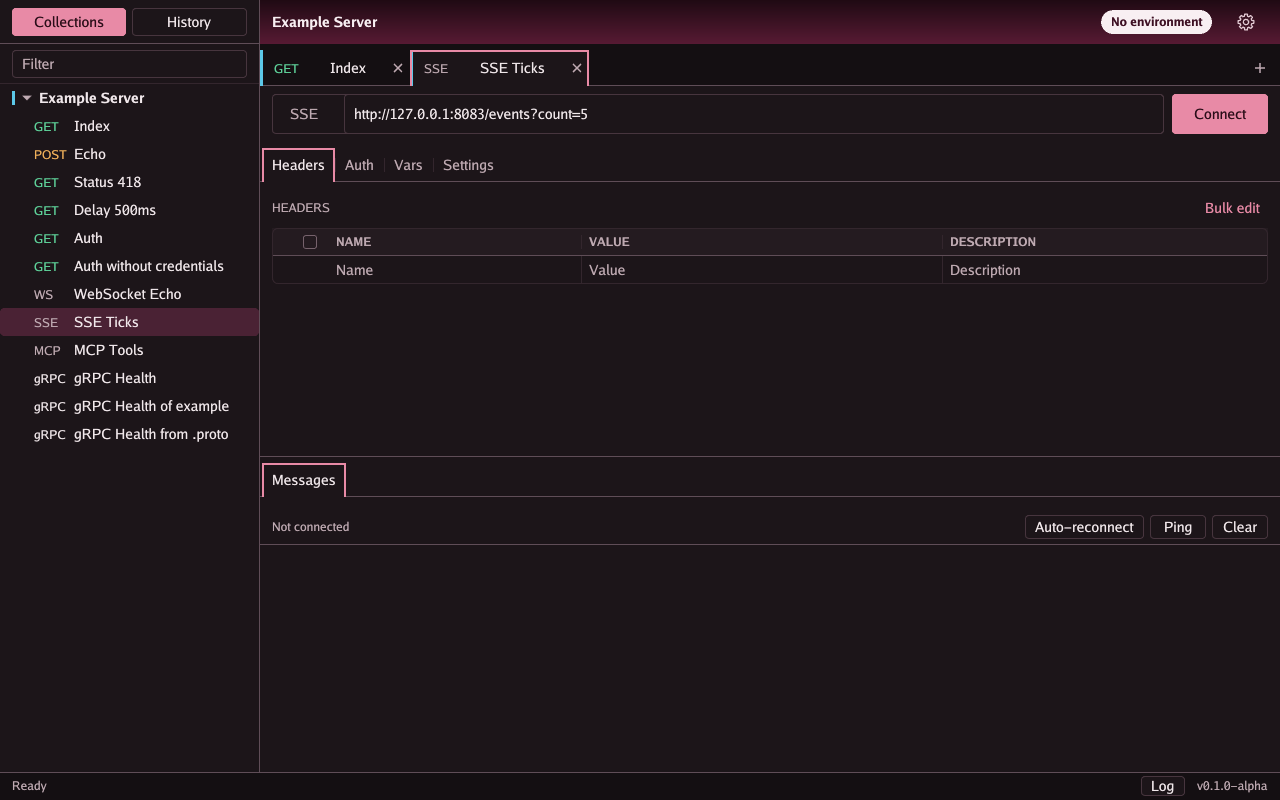 Collections
History
Example Server
No environment
Filter
GET Index
SSE SSE Ticks
Example Server
GET Index
POST Echo
GET Status 418
GET Delay 500ms
GET Auth
GET Auth without credentials
WS WebSocket Echo
SSE SSE Ticks
MCP MCP Tools
gRPC gRPC Health
gRPC gRPC Health of example
gRPC gRPC Health from .proto
SSE http://127.0.0.1:8083/events?count=5 Connect
Headers Auth Vars Settings
HEADERS Bulk edit
NAME VALUE DESCRIPTION
Name Value Description
Messages
Not connected Auto-reconnect Ping Clear
Ready Log v0.1.0-alpha